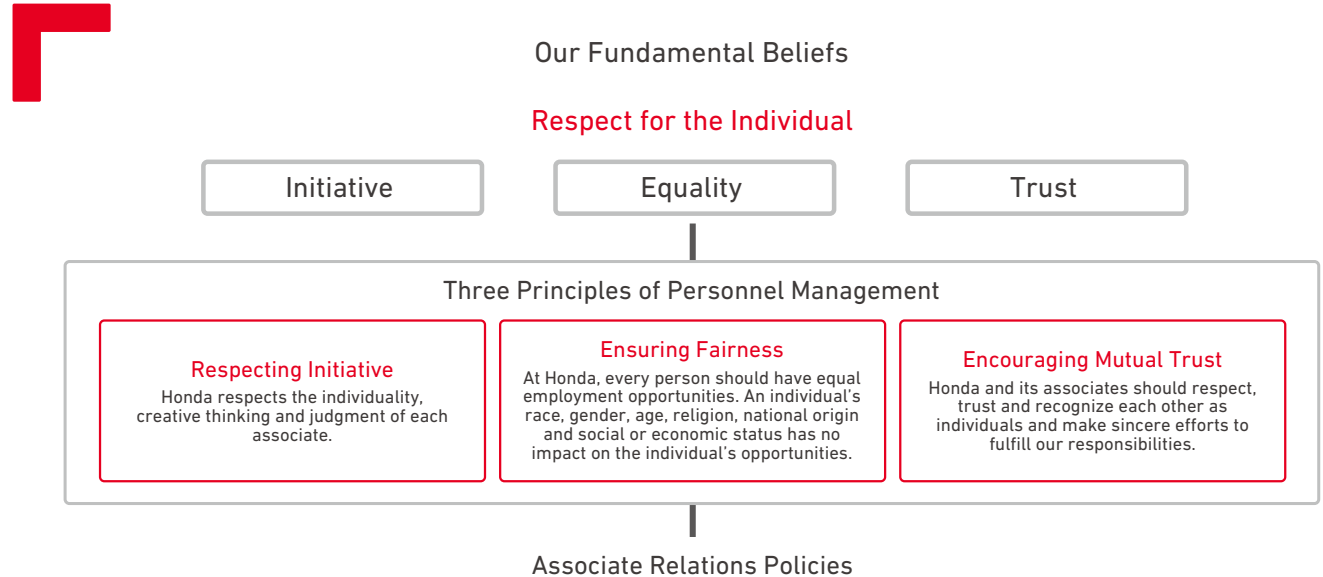 Our Fundamental Beliefs
Respect for the Individual
Initiative
Equality
Trust
Three Principles of Personnel Management
Respecting Initiative
Honda respects the individuality,
creative thinking and judgment of each
associate.
Ensuring Fairness
At Honda, every person should have equal
employment opportunities. An individual’s
race, gender, age, religion, national origin
and social or economic status has no
impact on the individual’s opportunities.
Encouraging Mutual Trust
Honda and its associates should respect,
trust and recognize each other as
individuals and make sincere efforts to
fulfill our responsibilities.
Associate Relations Policies